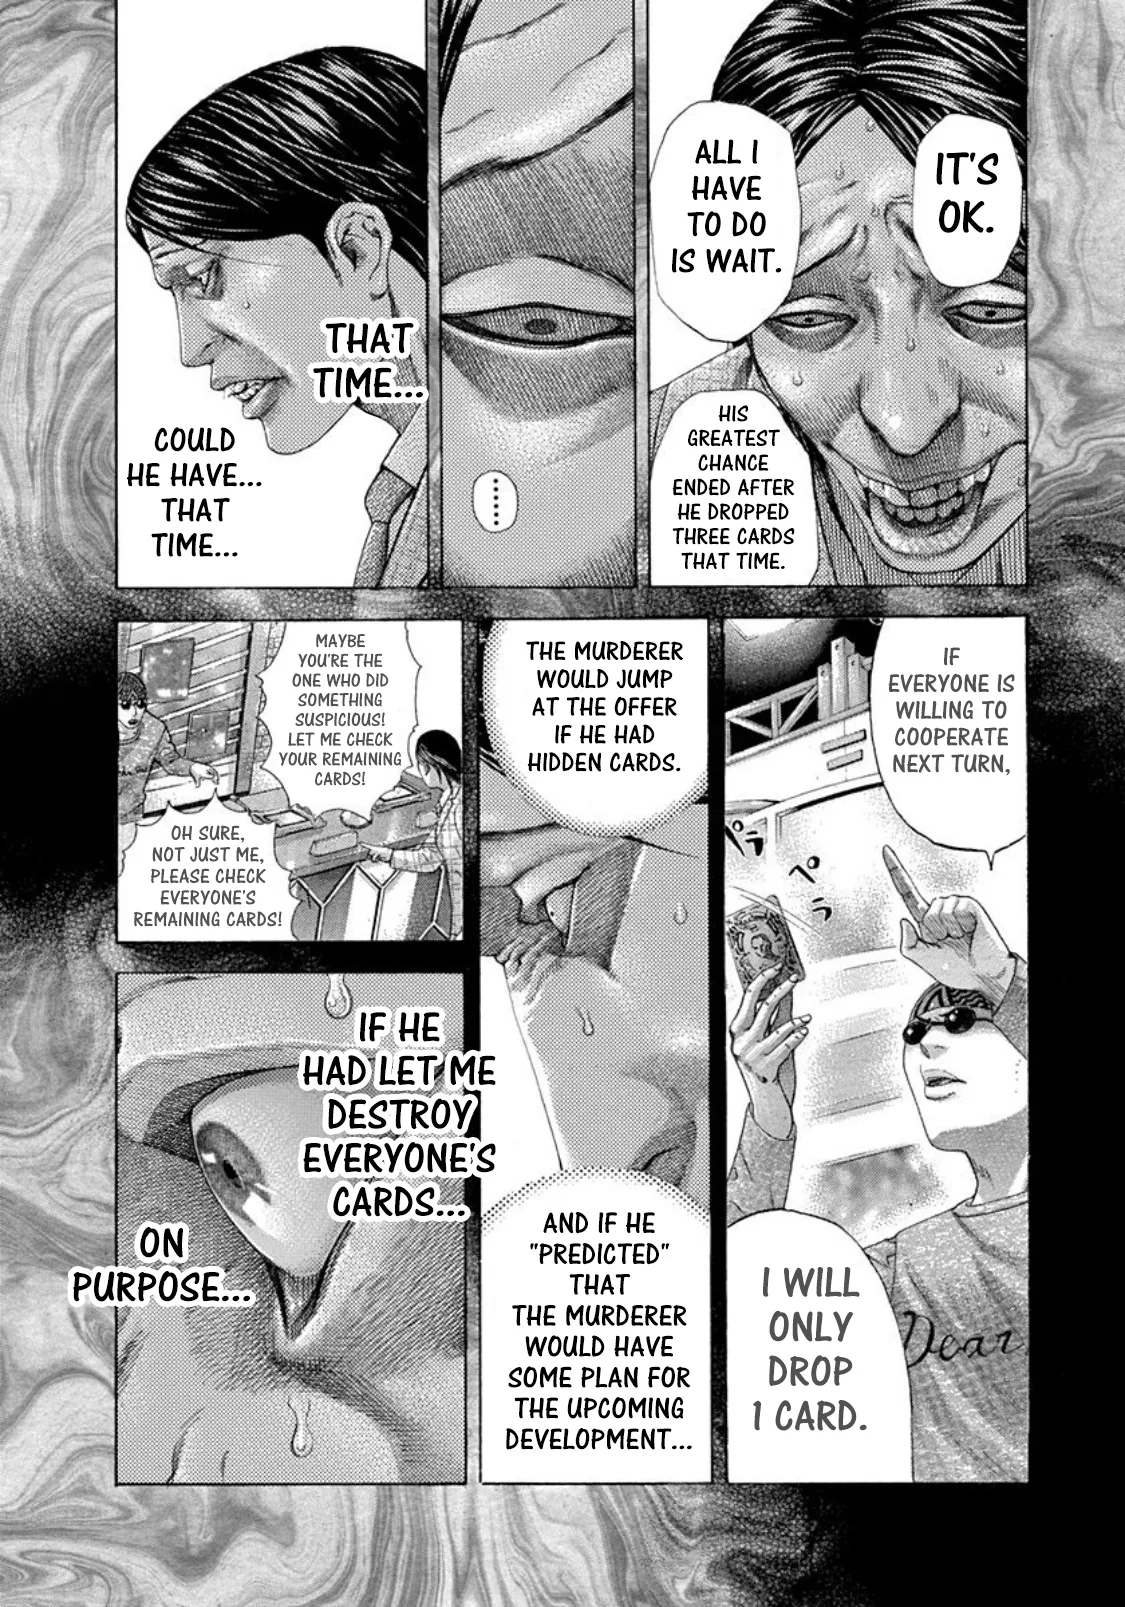 IT'S
OK.
ALL I
HAVE
TO DO
IS WAIT.
HIS
GREATEST
CHANCE
ENDED AFTER
HE DROPPED
THREE CARDS
THAT TIME.
......
THAT
TIME...
COULD
HE HAVE...
THAT
TIME...
IF
EVERYONE IS
WILLING TO
COOPERATE
NEXT TURN,
ペラ
ペラ
Dear
I WILL
ONLY
DROP
1 CARD.
THE MURDERER
WOULD JUMP
AT THE OFFER
IF HE HAD
HIDDEN CARDS.
AND IF HE
"PREDICTED"
THAT
THE MURDERER
WOULD HAVE
SOME PLAN FOR
THE UPCOMING
DEVELOPMENT...
MAYBE
YOU'RE THE
ONE WHO DID
SOMETHING
SUSPICIOUS!
LET ME CHECK
YOUR REMAINING
CARDS!
OH SURE,
NOT JUST ME,
PLEASE CHECK
EVERYONE'S
REMAINING CARDS!
IF HE
HAD LET ME
DESTROY
EVERYONE'S
CARDS...
ON
PURPOSE...